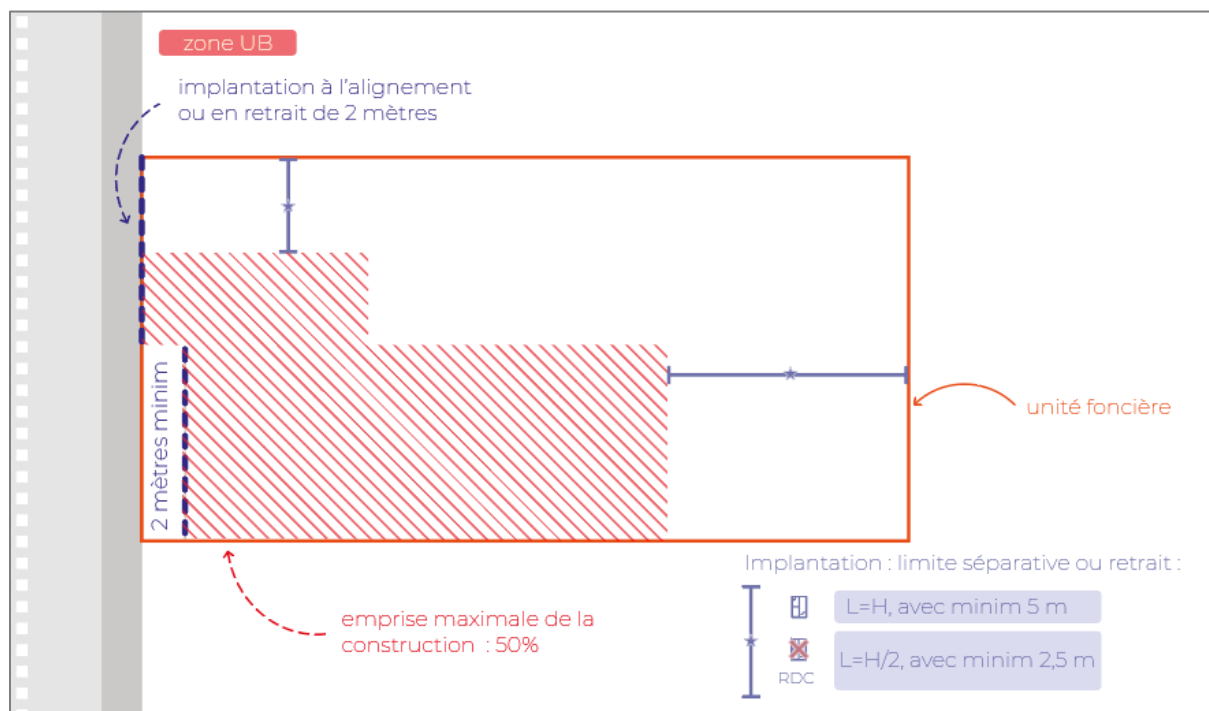 zone UB
implantation à l'alignement
ou en retrait de 2 mètres
2 mètres minim
unité foncière
emprise maximale de la
construction : 50%
Implantation : limite séparative ou retrait :
L=H, avec minim 5 m
L=H/2, avec minim 2,5 m
RDC